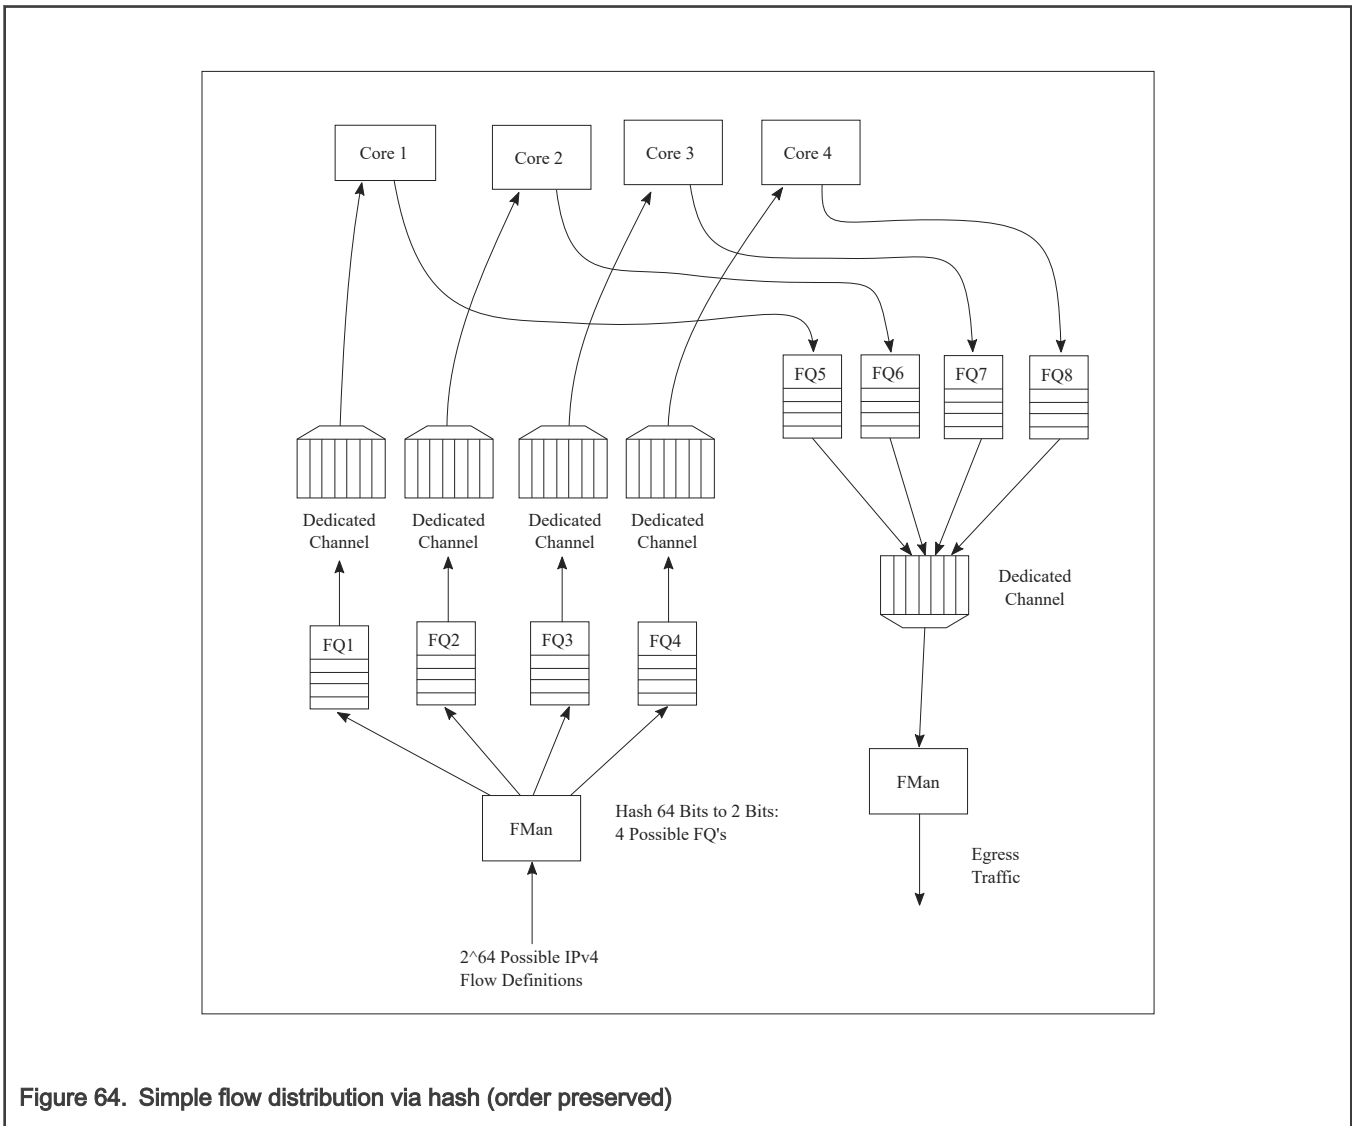 Core 1
Core 2
Core 3
Core 4
FQ5
FQ6
FQ7
FQ8
Dedicated
Channel
Dedicated
Channel
Dedicated
Channel
Dedicated
Channel
Dedicated
Channel
FQ1
FQ2
FQ3
FQ4
FMan
Hash 64 Bits to 2 Bits:
4 Possible FQ's
FMan
Egress
Traffic
2^64 Possible IPv4
Flow Definitions
Figure 64. Simple flow distribution via hash (order preserved)